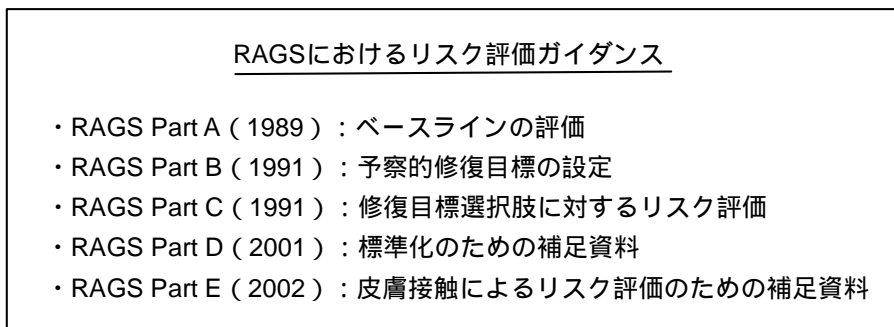 RAGSにおけるリスク評価ガイダンス
・RAGS Part A（1989）：ベースラインの評価
・RAGS Part B（1991）：予察的修復目標の設定
・RAGS Part C（1991）：修復目標選択肢に対するリスク評価
・RAGS Part D（2001）：標準化のための補足資料
・RAGS Part E（2002）：皮膚接触によるリスク評価のための補足資料